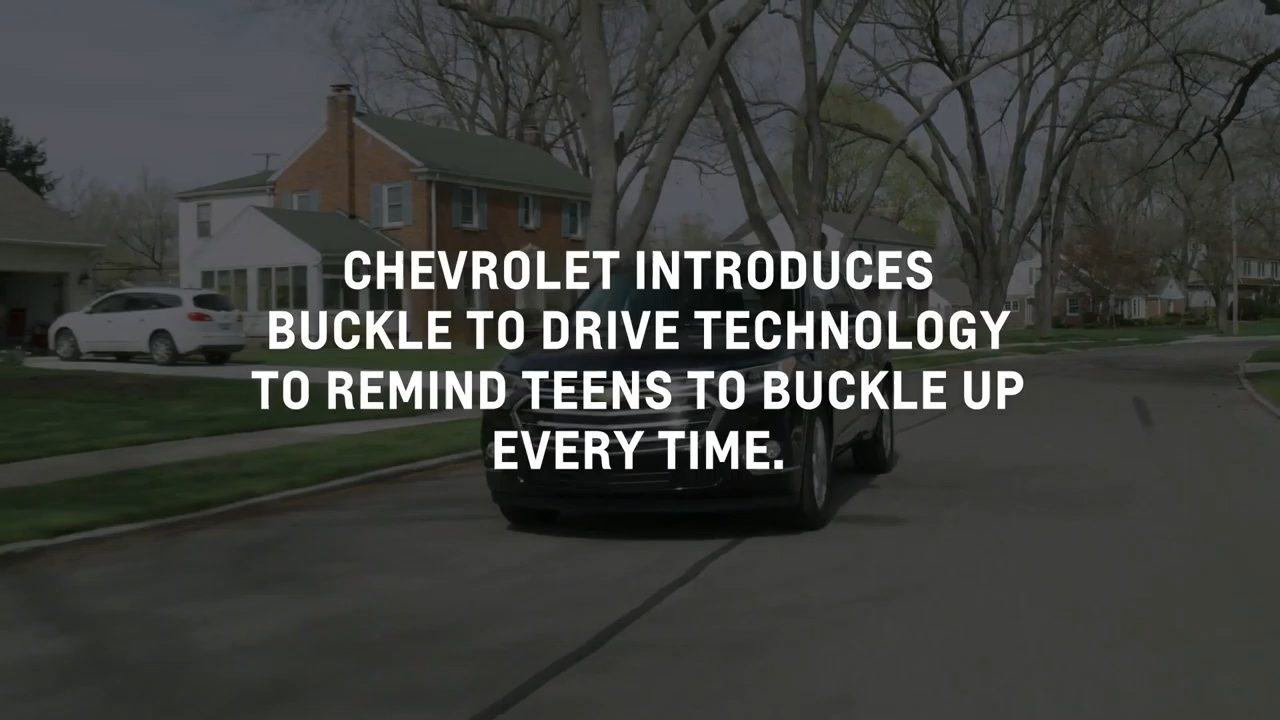 CHEVROLET INTRODUCES
BUCKLE TO DRIVE TECHNOLOGY
TO REMIND TEENS TO BUCKLE UP
EVERY TIME.